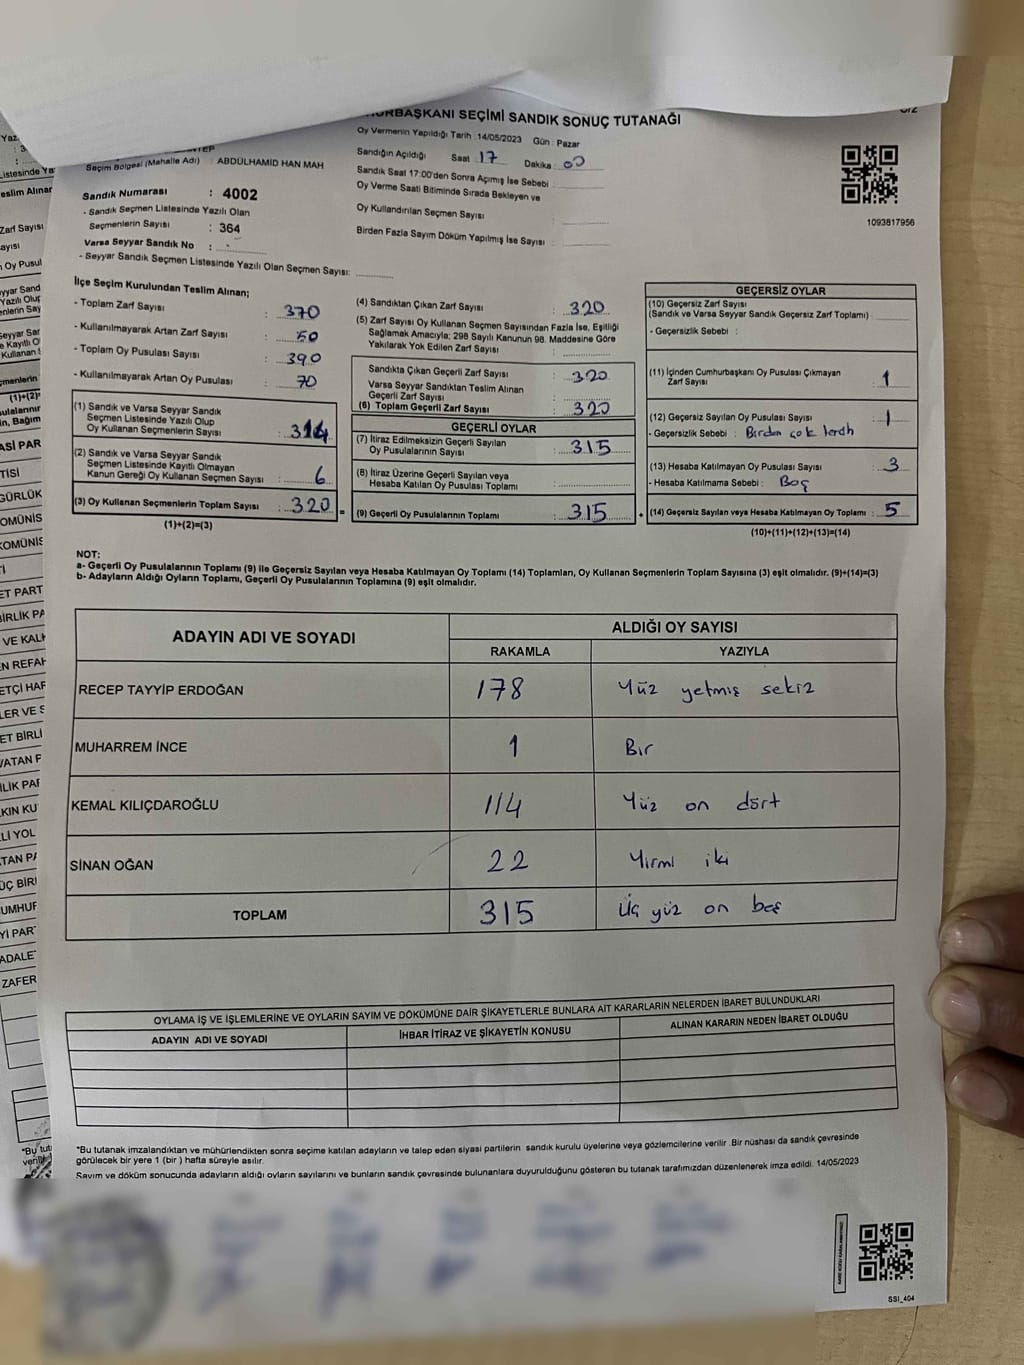 BAŞKANI SEÇİMİ SANDIK SONUÇ TUTANAĞI
Oy Vermenin Yapıldığı Tarih : 14/05/2023 Gün : Pazar
Seçim Bölgesi (Mahalle Adı) : ABDÜLHAMİD HAN MAH
Sandık Numarası : 4002
- Sandık Seçmen Listesinde Yazılı Olan
Seçmenlerin Sayısı : 364
Varsa Seyyar Sandık No :
- Seyyar Sandık Seçmen Listesinde Yazılı Olan Seçmen Sayısı:
Sandığın Açıldığı Saat : 17 Dakika : 00
Sandık Saat 17:00'den Sonra Açımış İse Sebebi :
Oy Verme Saati Bitiminde Sırada Bekleyen ve
Oy Kullandırılan Seçmen Sayısı :
Birden Fazla Sayım Döküm Yapılmış İse Sayısı :
1093817956
İlçe Seçim Kurulundan Teslim Alınan;
- Toplam Zarf Sayısı : 370
- Kullanılmayarak Artan Zarf Sayısı : 50
- Toplam Oy Pusulası Sayısı : 390
- Kullanılmayarak Artan Oy Pusulası : 70
(1) Sandık ve Varsa Seyyar Sandık
Seçmen Listesinde Yazılı Olup
Oy Kullanan Seçmenlerin Sayısı : 314
(2) Sandık ve Varsa Seyyar Sandık
Seçmen Listesinde Kayıtlı Olmayan
Kanun Gereği Oy Kullanan Seçmen Sayısı : 6
(3) Oy Kullanan Seçmenlerin Toplam Sayısı : 320 =
(1)+(2)=(3)
(4) Sandıktan Çıkan Zarf Sayısı : 320
(5) Zarf Sayısı Oy Kullanan Seçmen Sayısından Fazla İse, Eşitliği
Sağlamak Amacıyla; 298 Sayılı Kanunun 98. Maddesine Göre
Yakılarak Yok Edilen Zarf Sayısı :
Sandıkta Çıkan Geçerli Zarf Sayısı : 320
Varsa Seyyar Sandıktan Teslim Alınan
Geçerli Zarf Sayısı :
(6) Toplam Geçerli Zarf Sayısı : 320
GEÇERLİ OYLAR
(7) İtiraz Edilmeksizin Geçerli Sayılan
Oy Pusulalarının Sayısı : 315
(8) İtiraz Üzerine Geçerli Sayılan veya
Hesaba Katılan Oy Pusulası Toplamı :
(9) Geçerli Oy Pusulalarının Toplamı : 315 +
GEÇERSİZ OYLAR
(10) Geçersiz Zarf Sayısı
(Sandık ve Varsa Seyyar Sandık Geçersiz Zarf Toplamı) :
- Geçersizlik Sebebi :
(11) İçinden Cumhurbaşkanı Oy Pusulası Çıkmayan
Zarf Sayısı : 1
(12) Geçersiz Sayılan Oy Pusulası Sayısı : 1
- Geçersizlik Sebebi : Birden çok tercih
(13) Hesaba Katılmayan Oy Pusulası Sayısı : 3
- Hesaba Katılmama Sebebi : Boş
(14) Geçersiz Sayılan veya Hesaba Katılmayan Oy Toplamı : 5
(10)+(11)+(12)+(13)=(14)
NOT:
a- Geçerli Oy Pusulalarının Toplamı (9) ile Geçersiz Sayılan veya Hesaba Katılmayan Oy Toplamı (14) Toplamları, Oy Kullanan Seçmenlerin Toplam Sayısına (3) eşit olmalıdır. (9)+(14)=(3)
b- Adayların Aldığı Oyların Toplamı, Geçerli Oy Pusulalarının Toplamına (9) eşit olmalıdır.
ADAYIN ADI VE SOYADI ALDIĞI OY SAYISI
RAKAMLA YAZIYLA
RECEP TAYYİP ERDOĞAN 178 Yüz yetmiş sekiz
MUHARREM İNCE 1 Bir
KEMAL KILIÇDAROĞLU 114 Yüz on dört
SİNAN OĞAN 22 Yirmi iki
TOPLAM 315 Üç yüz on beş
OYLAMA İŞ VE İŞLEMLERİNE VE OYLARIN SAYIM VE DÖKÜMÜNE DAİR ŞİKAYETLERLE BUNLARA AİT KARARLARIN NELERDEN İBARET BULUNDUKLARI
ADAYIN ADI VE SOYADI İHBAR İTİRAZ VE ŞİKAYETİN KONUSU ALINAN KARARIN NEDEN İBARET OLDUĞU
*Bu tutanak imzalandıktan ve mühürlendikten sonra seçime katılan adayların ve talep eden siyasi partilerin sandık kurulu üyelerine veya gözlemcilerine verilir .Bir nüshası da sandık çevresinde
görülecek bir yere 1 (bir ) hafta süreyle asılır.
Sayım ve döküm sonucunda adayların aldığı oyların sayılarını ve bunların sandık çevresinde bulunanlara duyurulduğunu gösteren bu tutanak tarafımızdan düzenlenerek imza edildi. 14/05/2023
SSI_404